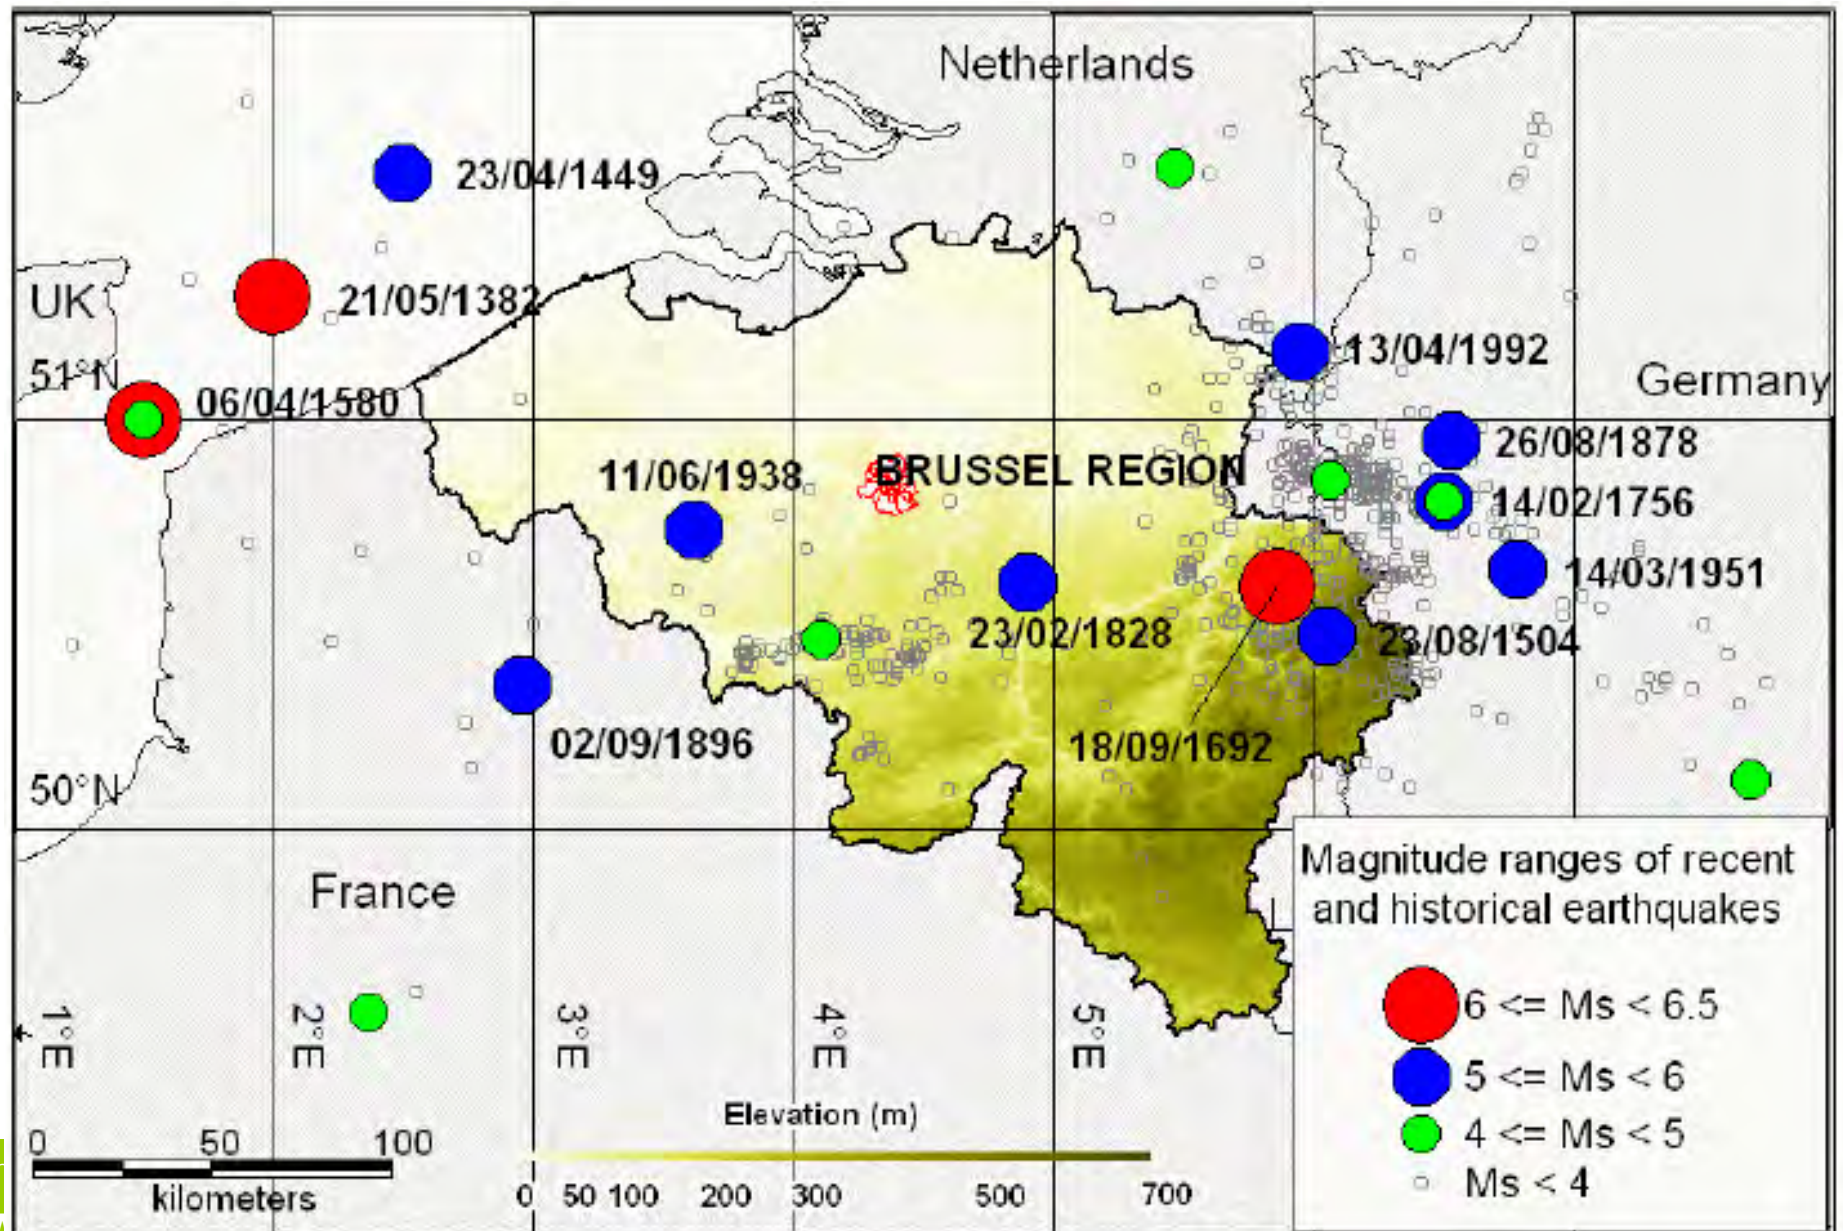 Netherlands
23/04/1449
UK
21/05/1382
13/04/1992
51°N
Germany
06/04/1580
26/08/1878
11/06/1938
BRUSSEL REGION
14/02/1756
14/03/1951
23/02/1828
23/08/1504
02/09/1896
18/09/1692
50°N
France
1°E
2°E
3°E
4°E
5°E
Magnitude ranges of recent
and historical earthquakes
6 <= Ms < 6.5
5 <= Ms < 6
4 <= Ms < 5
Ms < 4
Elevation (m)
0 50 100 200 300 500 700
0 50 100
kilometers